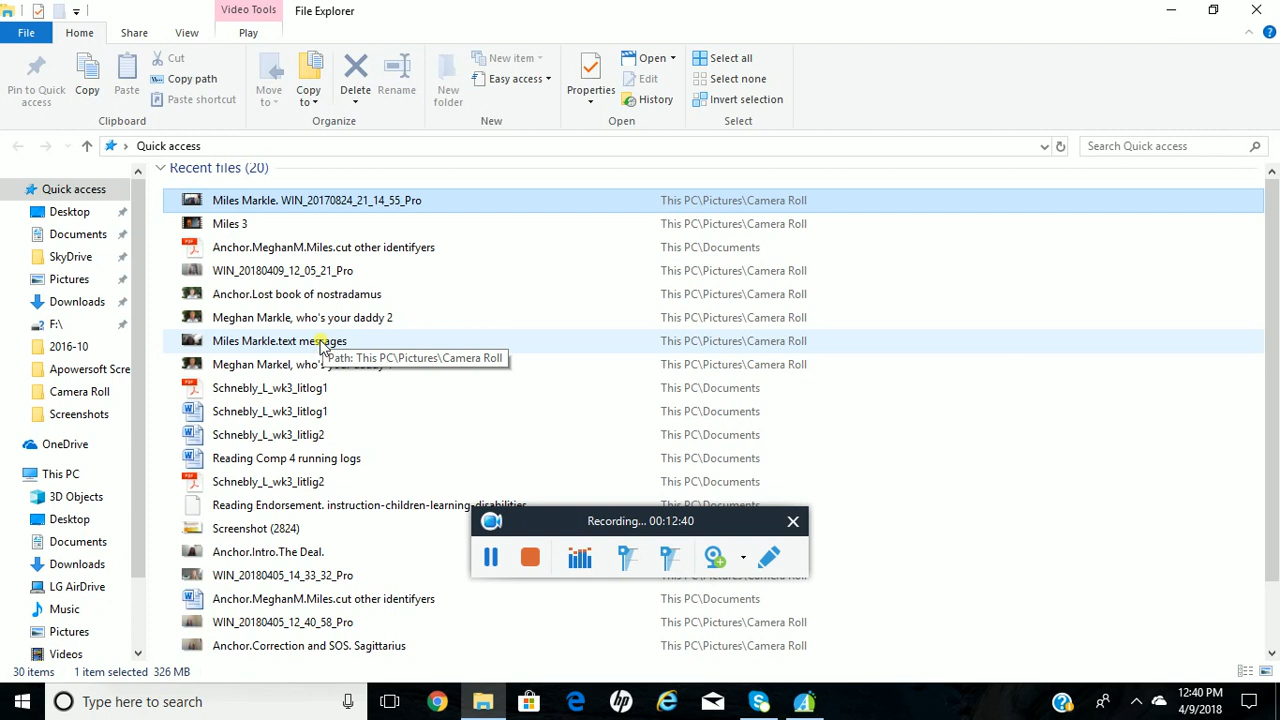 Video Tools
File Explorer
File
Home
Share
View
Play
Pin to Quick access
Copy
Paste
Cut
Copy path
Paste shortcut
Clipboard
Move to
Copy to
Delete
Rename
Organize
New folder
New item
Easy access
New
Properties
Open
Edit
History
Open
Select all
Select none
Invert selection
Select
Quick access
Search Quick access
Quick access
Desktop
Documents
SkyDrive
Pictures
Downloads
F:\
2016-10
Apowersoft Scre
Camera Roll
Screenshots
OneDrive
This PC
3D Objects
Desktop
Documents
Downloads
LG AirDrive
Music
Pictures
Videos
Recent files (20)
Miles Markle. WIN_20170824_21_14_55_Pro This PC\Pictures\Camera Roll
Miles 3 This PC\Pictures\Camera Roll
Anchor.MeghanM.Miles.cut other identifyers This PC\Documents
WIN_20180409_12_05_21_Pro This PC\Pictures\Camera Roll
Anchor.Lost book of nostradamus This PC\Pictures\Camera Roll
Meghan Markle, who's your daddy 2 This PC\Pictures\Camera Roll
Miles Markle.text messages This PC\Pictures\Camera Roll
Path: This PC\Pictures\Camera Roll
Meghan Markel, who's your daddy This PC\Pictures\Camera Roll
Schnebly_L_wk3_litlog1 This PC\Documents
Schnebly_L_wk3_litlog1 This PC\Documents
Schnebly_L_wk3_litlig2 This PC\Documents
Reading Comp 4 running logs This PC\Documents
Schnebly_L_wk3_litlig2 This PC\Documents
Reading Endorsement. instruction-children-learning-disabilities
Recording... 00:12:40
Screenshot (2824)
Anchor.Intro.The Deal.
WIN_20180405_14_33_32_Pro This PC\Pictures\Camera Roll
Anchor.MeghanM.Miles.cut other identifyers This PC\Documents
WIN_20180405_12_40_58_Pro This PC\Pictures\Camera Roll
Anchor.Correction and SOS. Sagittarius This PC\Pictures\Camera Roll
30 items 1 item selected 326 MB
Type here to search
12:40 PM
4/9/2018